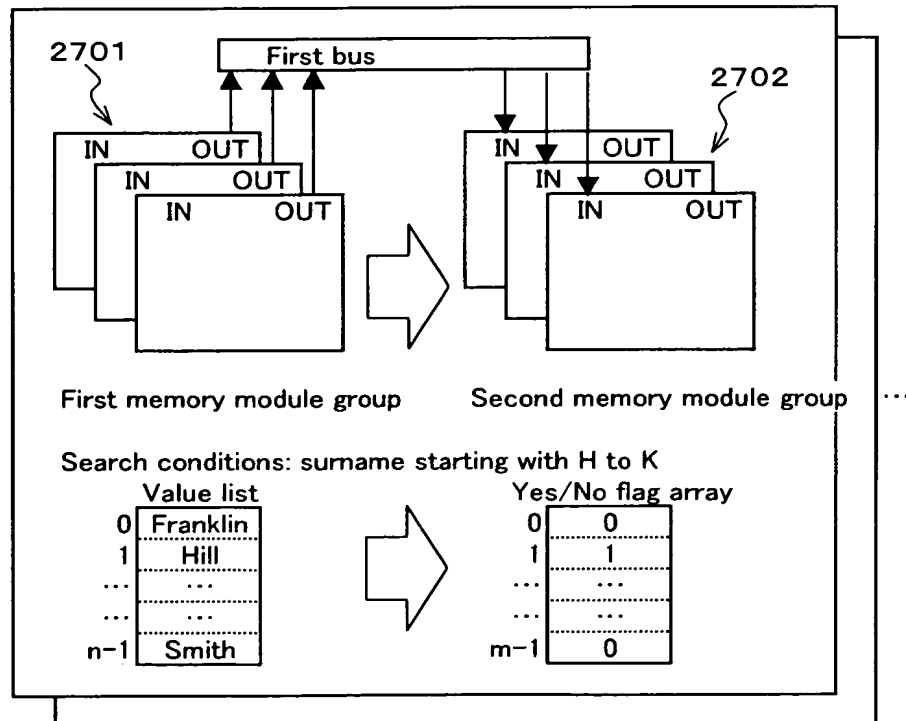 First bus
2701
2702
IN OUT
IN OUT
IN OUT
IN OUT
IN OUT
IN OUT
First memory module group
Second memory module group ...
Search conditions: surname starting with H to K
Value list
0 Franklin
1 Hill
... ...
... ...
n-1 Smith
Yes/No flag array
0 0
1 1
... ...
... ...
m-1 0